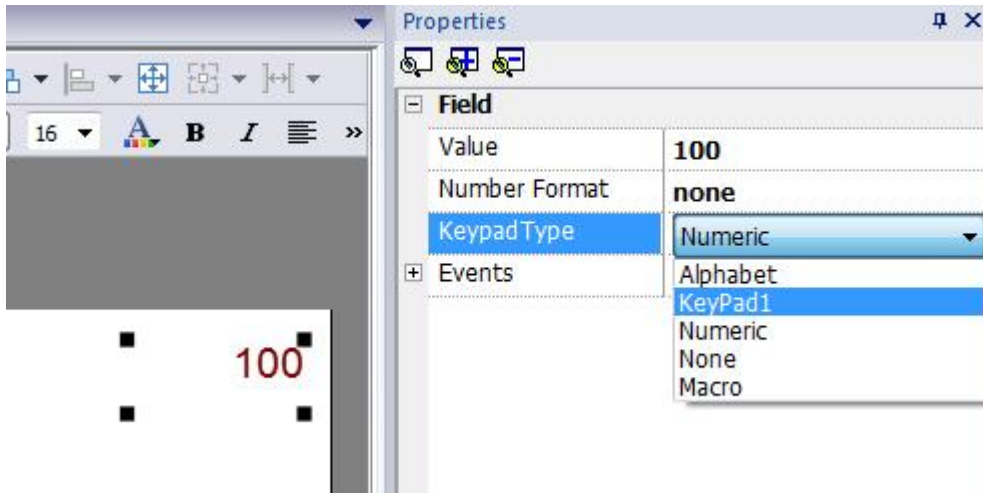 Properties
16 A B I »
Field
Value 100
Number Format none
KeypadType Numeric
Events
Alphabet
KeyPad1
Numeric
None
Macro
100